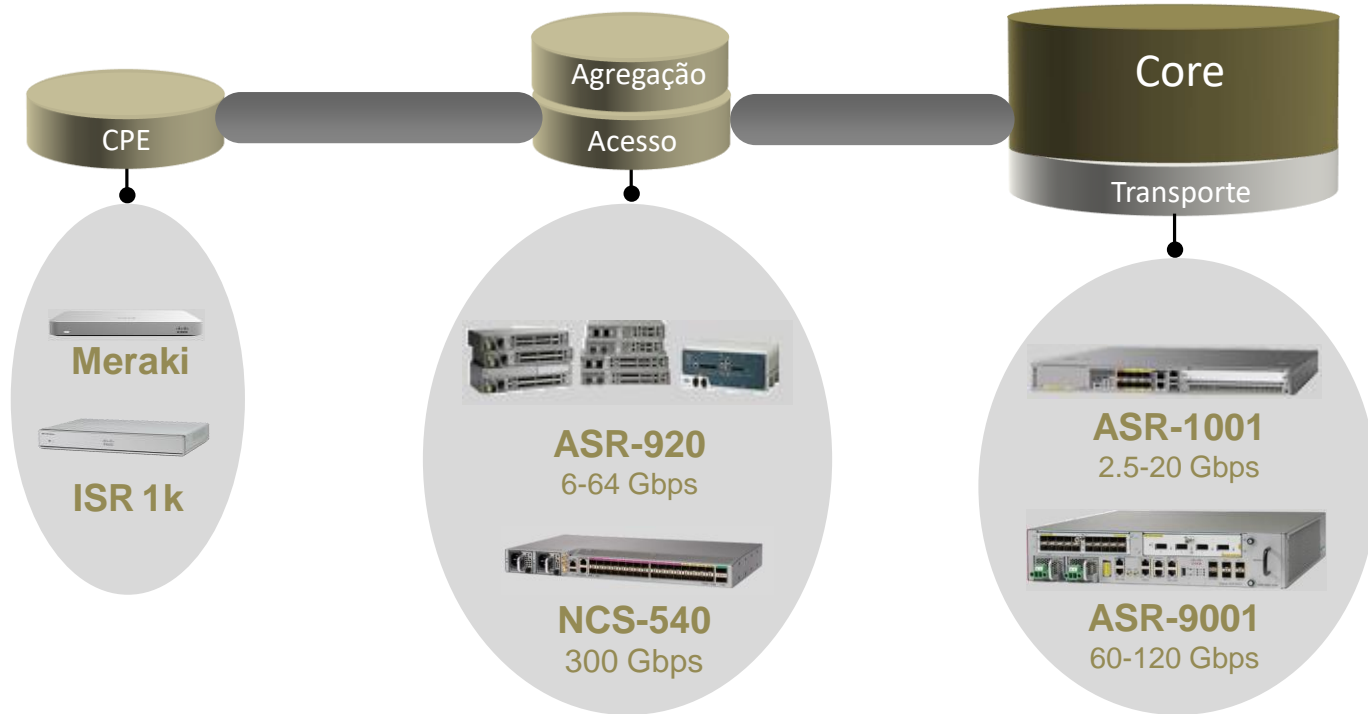 CPE
Agregação
Acesso
Core
Transporte
Meraki
ISR 1k
ASR-920
6-64 Gbps
NCS-540
300 Gbps
ASR-1001
2.5-20 Gbps
ASR-9001
60-120 Gbps